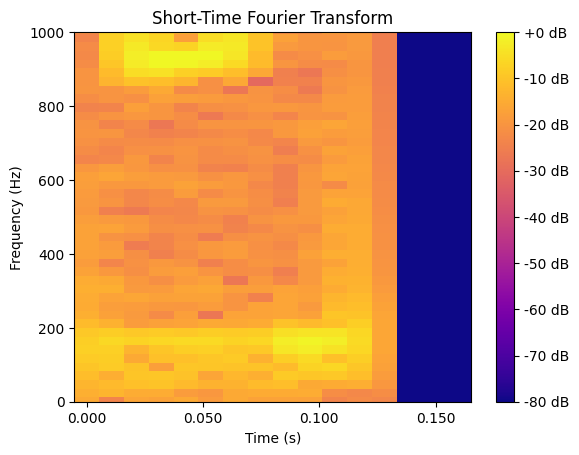 Short-Time Fourier Transform
1000
800
600
400
200
0
Frequency (Hz)
0.000
0.050
0.100
0.150
Time (s)
+0 dB
-10 dB
-20 dB
-30 dB
-40 dB
-50 dB
-60 dB
-70 dB
-80 dB